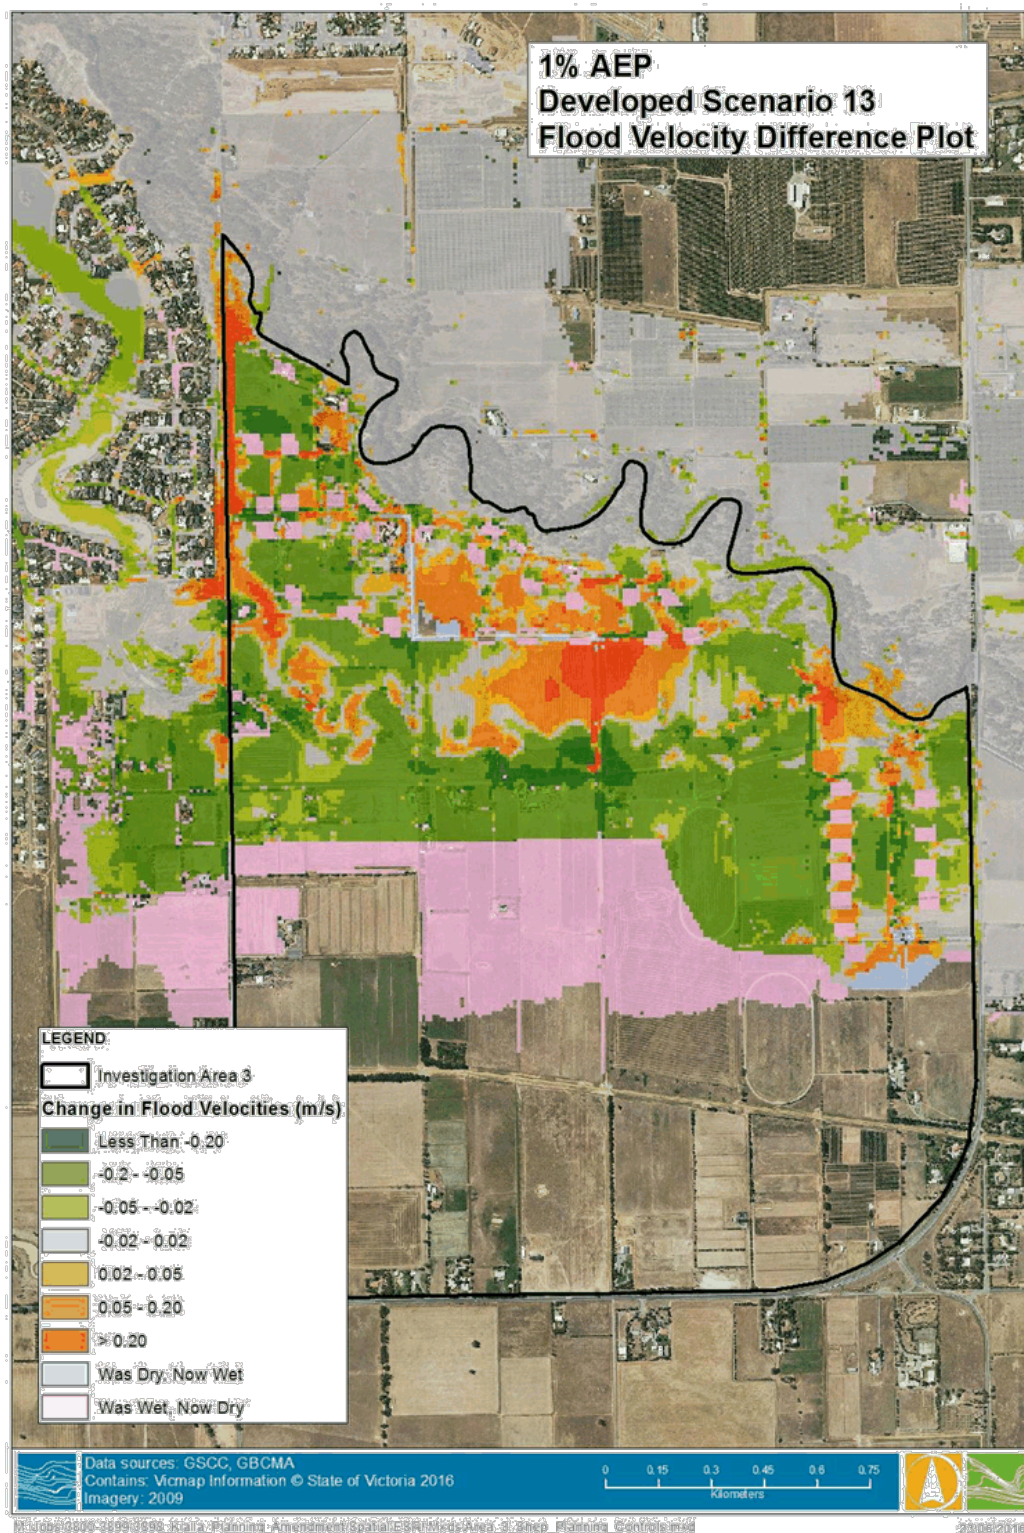 1% AEP
Developed Scenario 13
Flood Velocity Difference Plot
LEGEND
Investigation Area 3
Change in Flood Velocities (m/s)
Less Than -0.20
-0.2 - -0.05
-0.05 - -0.02
-0.02 - 0.02
0.02 - 0.05
0.05 - 0.20
> 0.20
Was Dry, Now Wet
Was Wet, Now Dry
Data sources: GSCC, GBCMA
Contains: Vicmap Information © State of Victoria 2016
Imagery: 2009
0 0.15 0.3 0.45 0.6 0.75
Kilometers